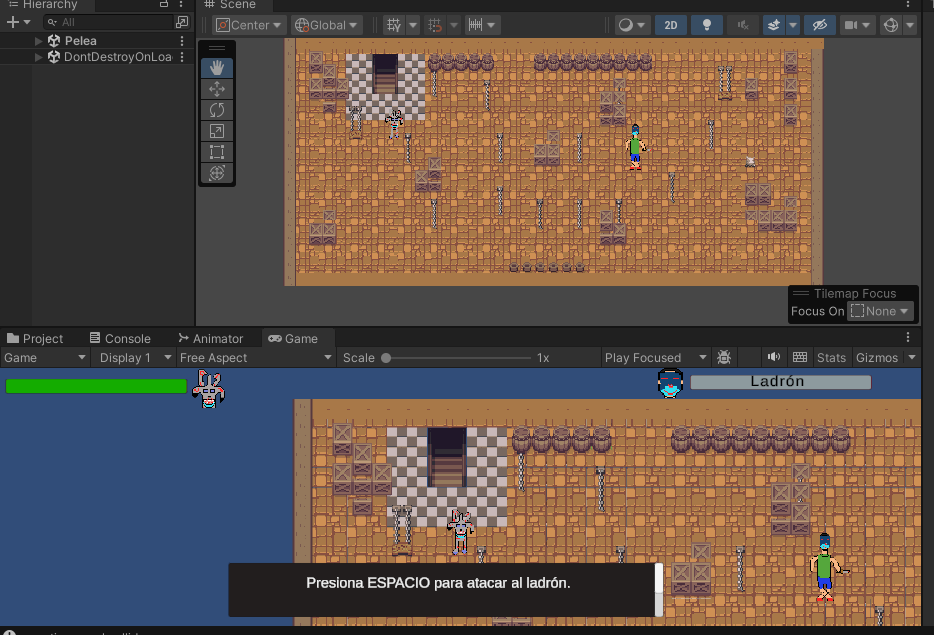 Hierarchy
Scene
All
Center
Global
2D
Pelea
DontDestroyOnLoa
Tilemap Focus
Focus On
None
Project
Console
Animator
Game
Game
Display 1
Free Aspect
Scale
1x
Play Focused
Stats
Gizmos
Ladrón
Presiona ESPACIO para atacar al ladrón.